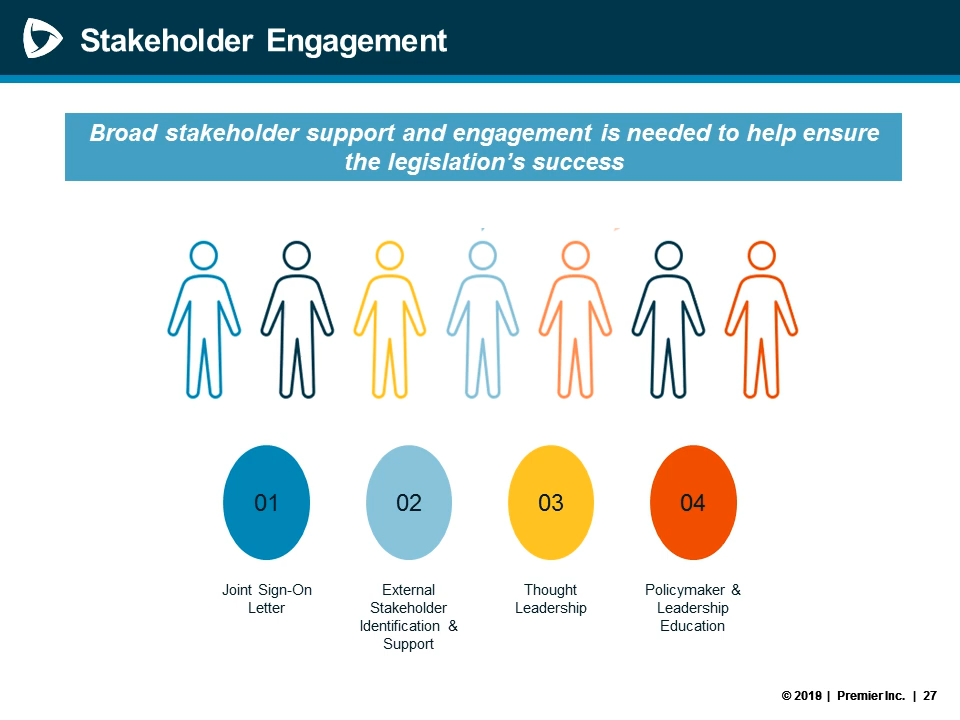 Stakeholder Engagement
Broad stakeholder support and engagement is needed to help ensure
the legislation's success
01
02
03
04
Joint Sign-On
Letter
External
Stakeholder
Identification &
Support
Thought
Leadership
Policymaker &
Leadership
Education
© | Premier Inc. | 27